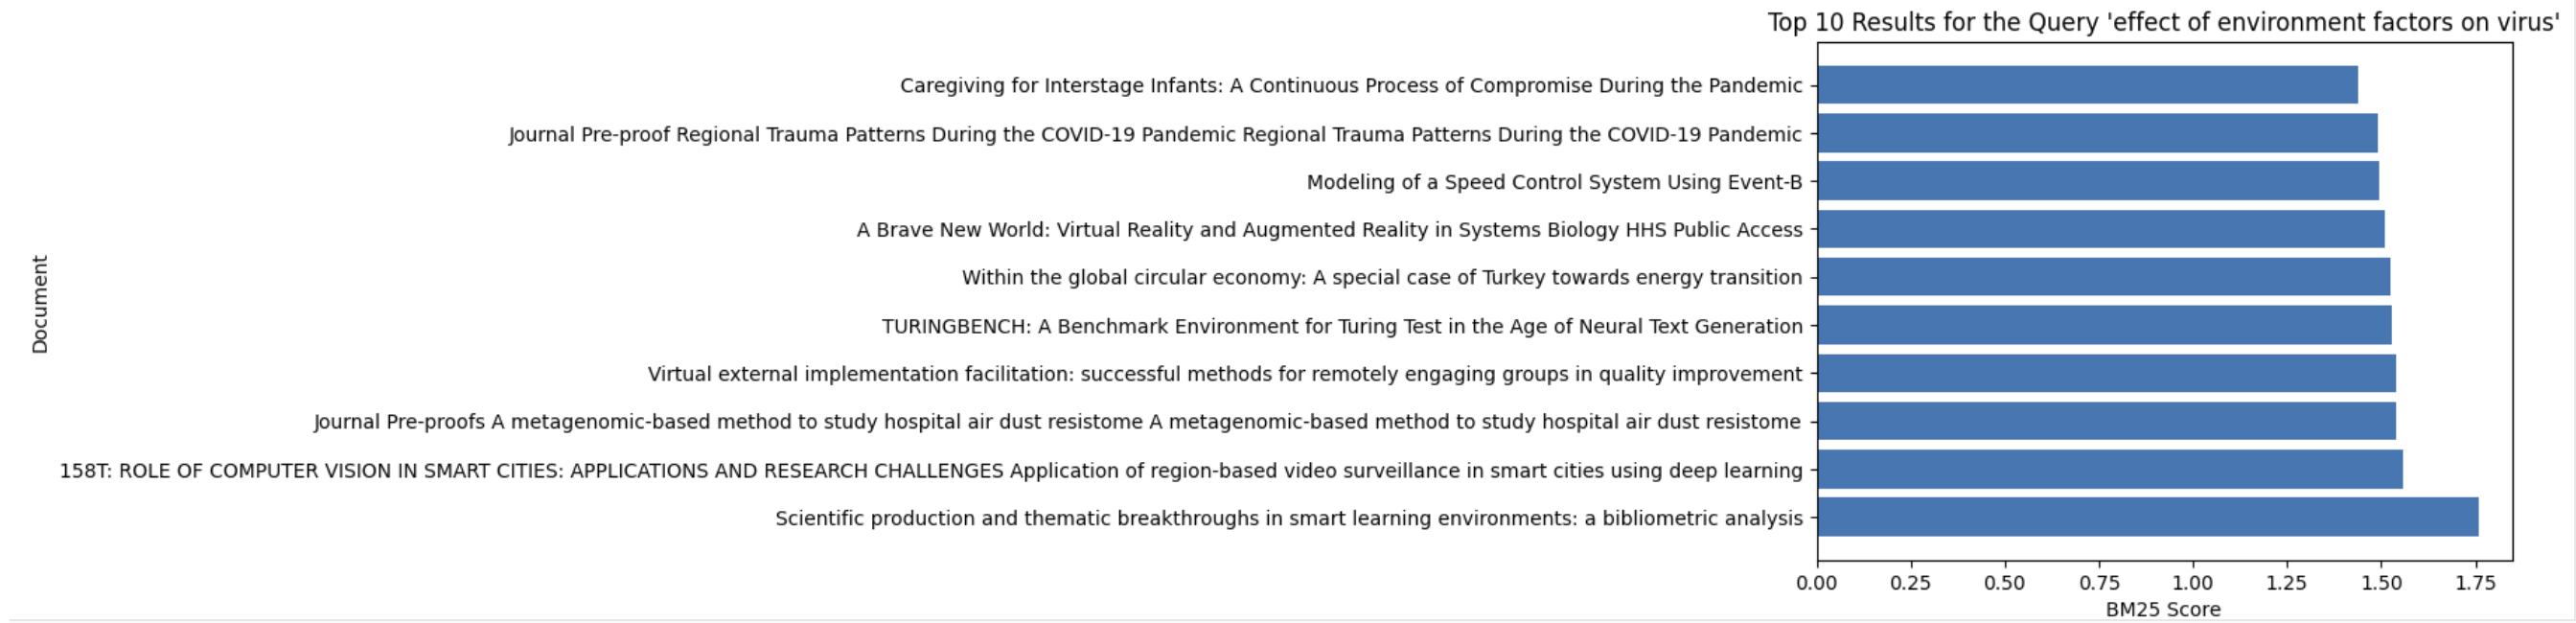 Top 10 Results for the Query 'effect of environment factors on virus'
Caregiving for Interstage Infants: A Continuous Process of Compromise During the Pandemic
Journal Pre-proof Regional Trauma Patterns During the COVID-19 Pandemic Regional Trauma Patterns During the COVID-19 Pandemic
Modeling of a Speed Control System Using Event-B
A Brave New World: Virtual Reality and Augmented Reality in Systems Biology HHS Public Access
Within the global circular economy: A special case of Turkey towards energy transition
Document
TURINGBENCH: A Benchmark Environment for Turing Test in the Age of Neural Text Generation
Virtual external implementation facilitation: successful methods for remotely engaging groups in quality improvement
Journal Pre-proofs A metagenomic-based method to study hospital air dust resistome A metagenomic-based method to study hospital air dust resistome
158T: ROLE OF COMPUTER VISION IN SMART CITIES: APPLICATIONS AND RESEARCH CHALLENGES Application of region-based video surveillance in smart cities using deep learning
Scientific production and thematic breakthroughs in smart learning environments: a bibliometric analysis
0.00 0.25 0.50 0.75 1.00 1.25 1.50 1.75
BM25 Score